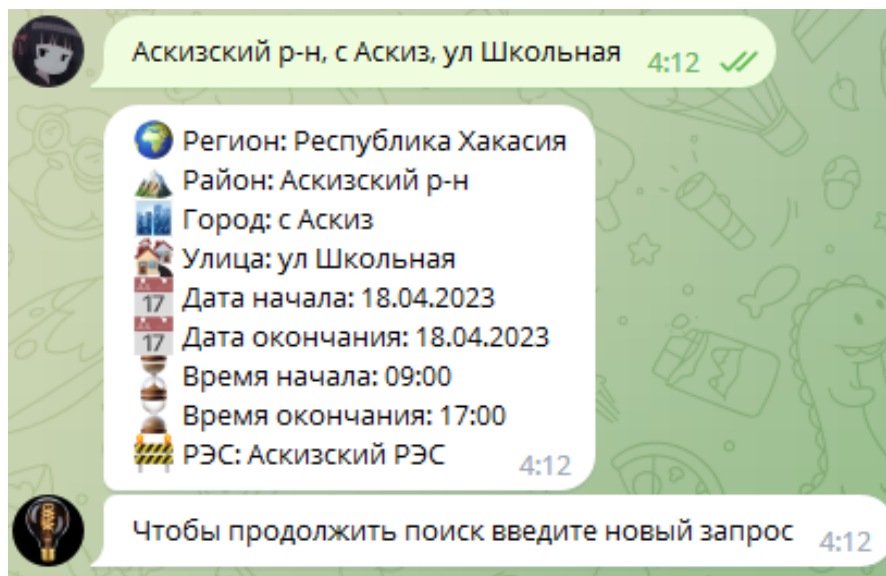 Аскизский р-н, с Аскиз, ул Школьная 4:12
Регион: Республика Хакасия
Район: Аскизский р-н
Город: с Аскиз
Улица: ул Школьная
17 Дата начала: 18.04.2023
17 Дата окончания: 18.04.2023
Время начала: 09:00
Время окончания: 17:00
РЭС: Аскизский РЭС 4:12
Чтобы продолжить поиск введите новый запрос 4:12